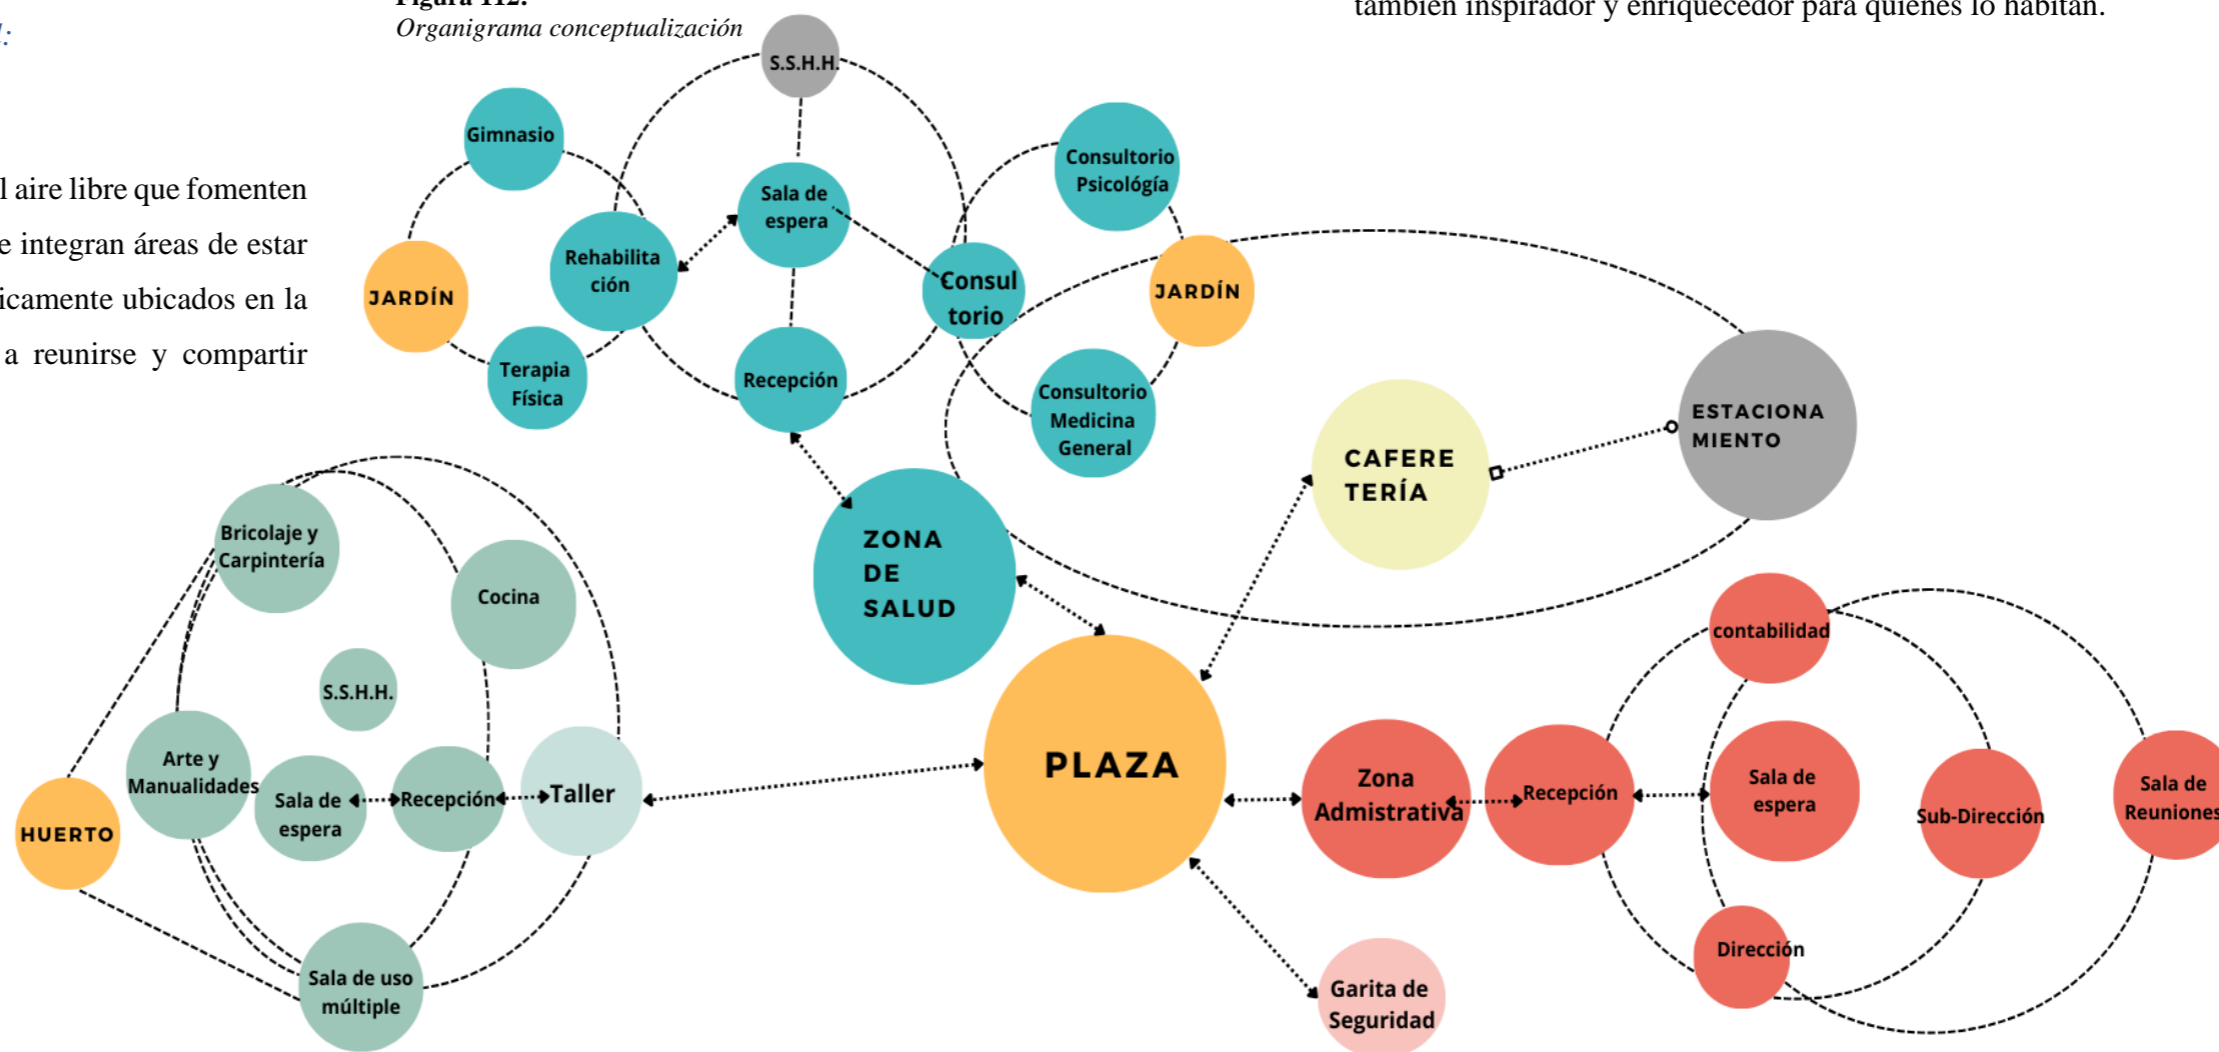 Figura 112.
Organigrama conceptualización
también inspirador y enriquecedor para quienes lo habitan.
l aire libre que fomenten
e integran áreas de estar
icamente ubicados en la
a reunirse y compartir
S.S.H.H.
Gimnasio
Consultorio
Psicológía
Sala de
espera
Rehabilita
ción
JARDÍN
Consul
torio
JARDÍN
Terapia
Física
Recepción
Consultorio
Medicina
General
ESTACIONA
MIENTO
CAFERE
TERÍA
ZONA
DE
SALUD
Bricolaje y
Carpintería
Cocina
S.S.H.H.
Arte y
Manualidades
Sala de
espera
Recepción
Taller
HUERTO
Sala de uso
múltiple
PLAZA
Zona
Admistrativa
Recepción
contabilidad
Sala de
espera
Sub-Dirección
Sala de
Reuniones
Dirección
Garita de
Seguridad